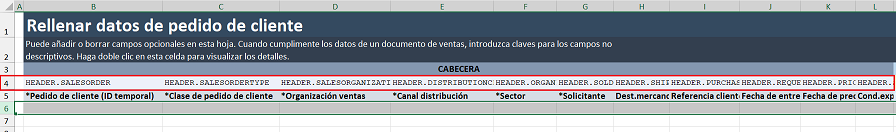 A B C D E F G H I J K L
1 Rellenar datos de pedido de cliente
Puede añadir o borrar campos opcionales en esta hoja. Cuando cumplimente los datos de un documento de ventas, introduzca claves para los campos no
2 descriptivos. Haga doble clic en esta celda para visualizar los detalles.
3 CABECERA
4 HEADER.SALESORDER HEADER.SALESORDERTYPE HEADER.SALESORGANIZATI HEADER.DISTRIBUTIONC HEADER.ORGAN HEADER.SOLD HEADER.SHI HEADER.PURCHAS HEADER.REQUE HEADER.PRIC HEADER.
5 *Pedido de cliente (ID temporal) *Clase de pedido de cliente *Organización ventas *Canal distribución *Sector *Solicitante Dest.mercanc Referencia client Fecha de entre Fecha de prec Cond.exp
6
7